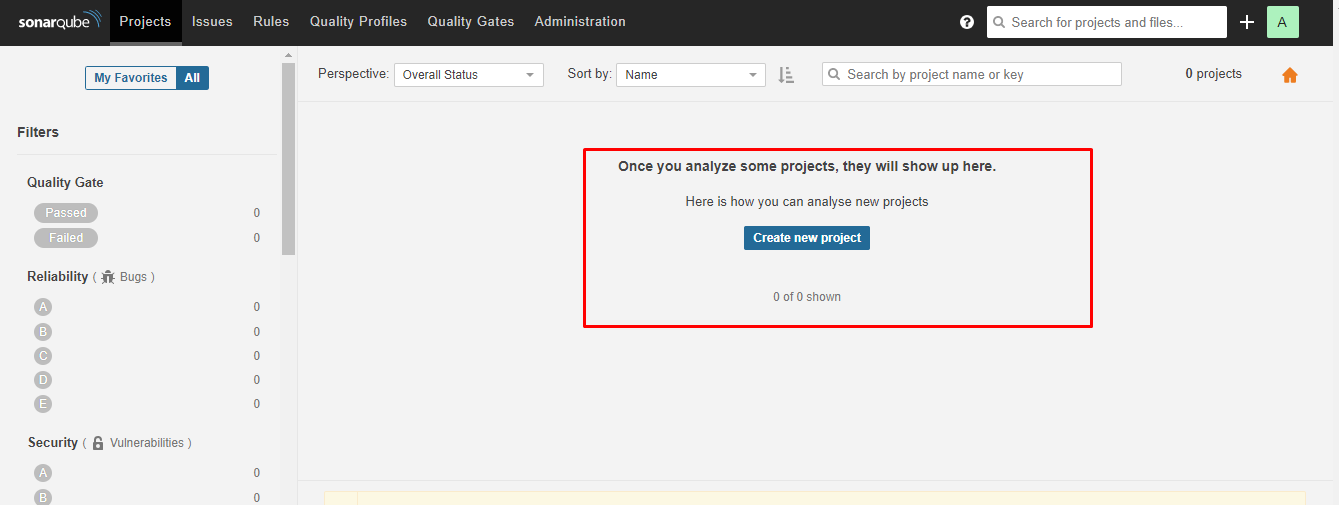 sonarqube Projects Issues Rules Quality Profiles Quality Gates Administration ? Search for projects and files... A
My Favorites All
Perspective: Overall Status Sort by: Name Search by project name or key 0 projects
Filters
Quality Gate
Passed 0
Failed 0
Reliability ( Bugs )
A 0
B 0
C 0
D 0
E 0
Security ( Vulnerabilities )
A 0
B 0
Once you analyze some projects, they will show up here.
Here is how you can analyse new projects
Create new project
0 of 0 shown